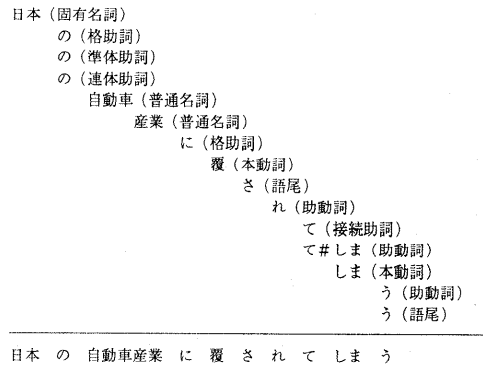 日本（固有名詞）
の（格助詞）
の（準体助詞）
の（連体助詞）
自動車（普通名詞）
産業（普通名詞）
に（格助詞）
覆（本動詞）
さ（語尾）
れ（助動詞）
て（接続助詞）
て#しま（助動詞）
しま（本動詞）
う（助動詞）
う（語尾）
日本 の 自動車産業 に 覆 さ れ て しま う